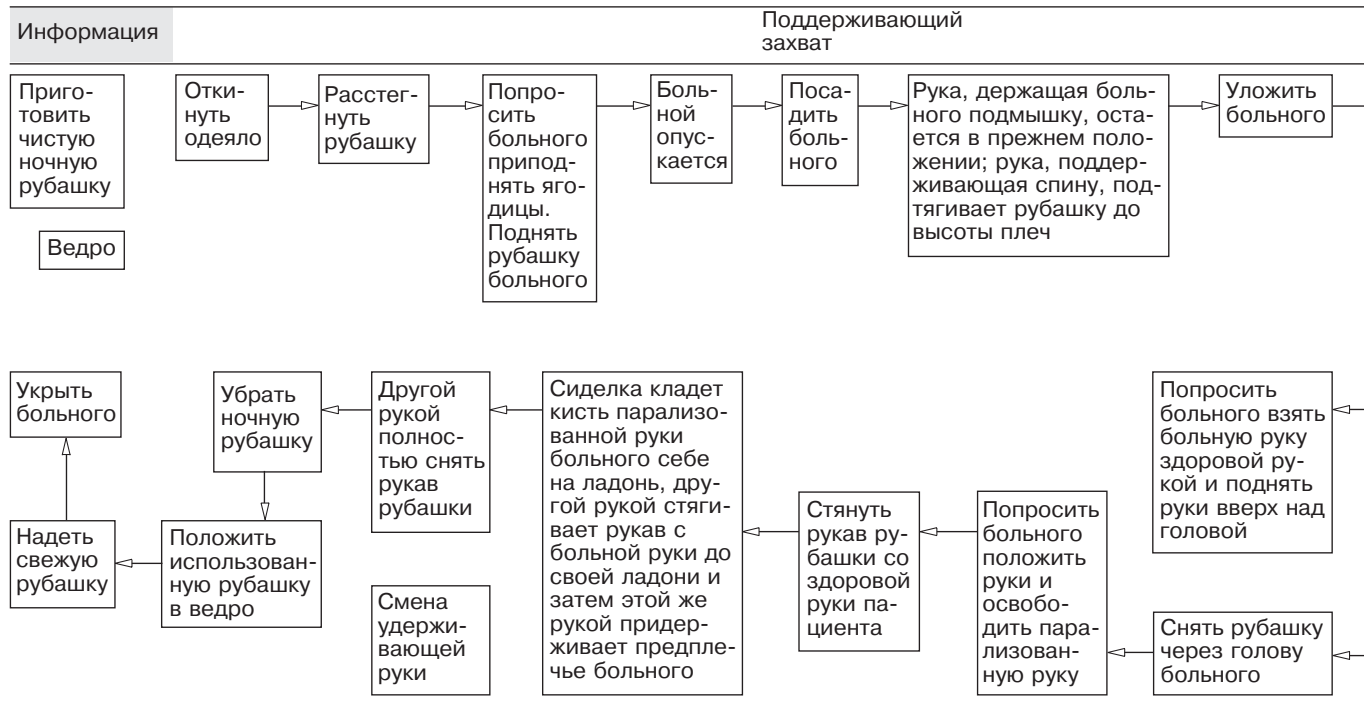 Информация
Поддерживающий
захват
Приго-
товить
чистую
ночную
рубашку
Ведро
Отки-
нуть
одеяло
Расстег-
нуть
рубашку
Попро-
сить
больного
припод-
нять яго-
дицы.
Поднять
рубашку
больного
Боль-
ной
опус-
кается
Поса-
дить
боль-
ного
Рука, держащая боль-
ного подмышку, оста-
ется в прежнем поло-
жении; рука, поддер-
живающая спину, под-
тягивает рубашку до
высоты плеч
Уложить
больного
Попросить
больного взять
больную руку
здоровой ру-
кой и поднять
руки вверх над
головой
Снять рубашку
через голову
больного
Попросить
больного
положить
руки и
освобо-
дить пара-
лизован-
ную руку
Стянуть
рукав ру-
башки со
здоровой
руки па-
циента
Сиделка кладет
кисть парализо-
ванной руки
больного себе
на ладонь, дру-
гой рукой стяги-
вает рукав с
больной руки до
своей ладони и
затем этой же
рукой придер-
живает предпле-
чье больного
Другой
рукой
полнос-
тью снять
рукав
рубашки
Смена
удержи-
вающей
руки
Убрать
ночную
рубашку
Положить
использован-
ную рубашку
в ведро
Надеть
свежую
рубашку
Укрыть
больного